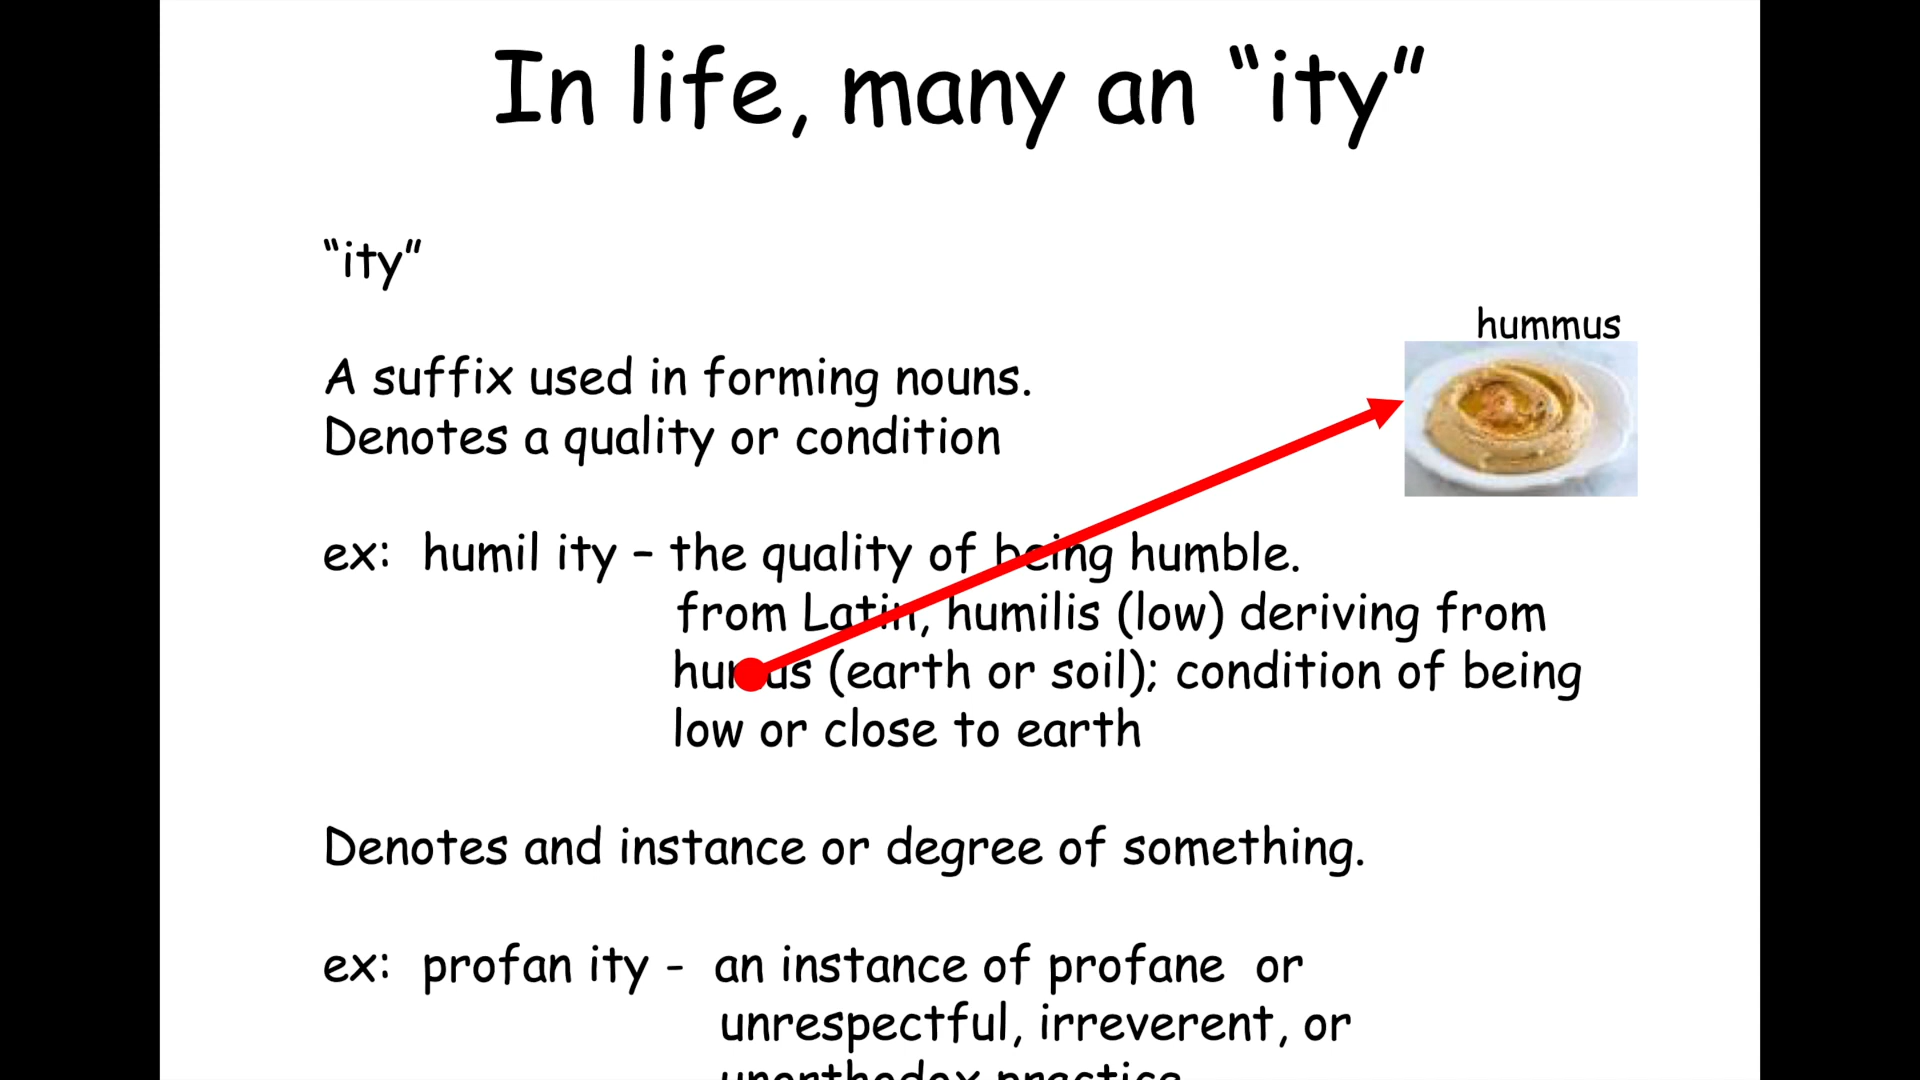 In life, many an “ity”
“ity”
hummus
A suffix used in forming nouns.
Denotes a quality or condition
ex: humil ity – the quality of being humble.
from Latin, humilis (low) deriving from
humus (earth or soil); condition of being
low or close to earth
Denotes and instance or degree of something.
ex: profan ity - an instance of profane or
unrespectful, irreverent, or
unorthodox practice